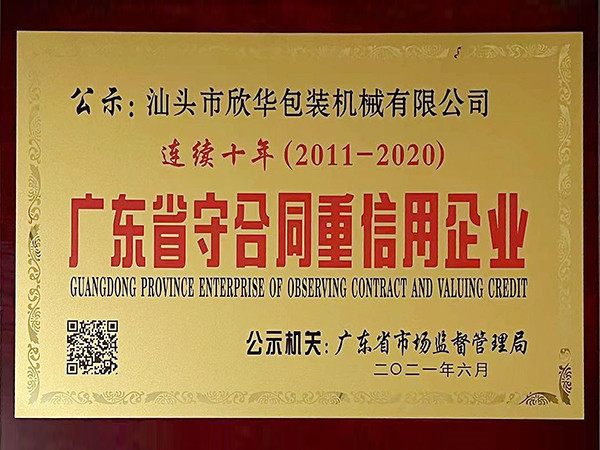 公示：汕头市欣华包装机械有限公司
连续十年(2011-2020)
广东省守合同重信用企业
GUANGDONG PROVINCE ENTERPRISE OF OBSERVING CONTRACT AND VALUING CREDIT
公示机关：广东省市场监督管理局
二〇二一年六月